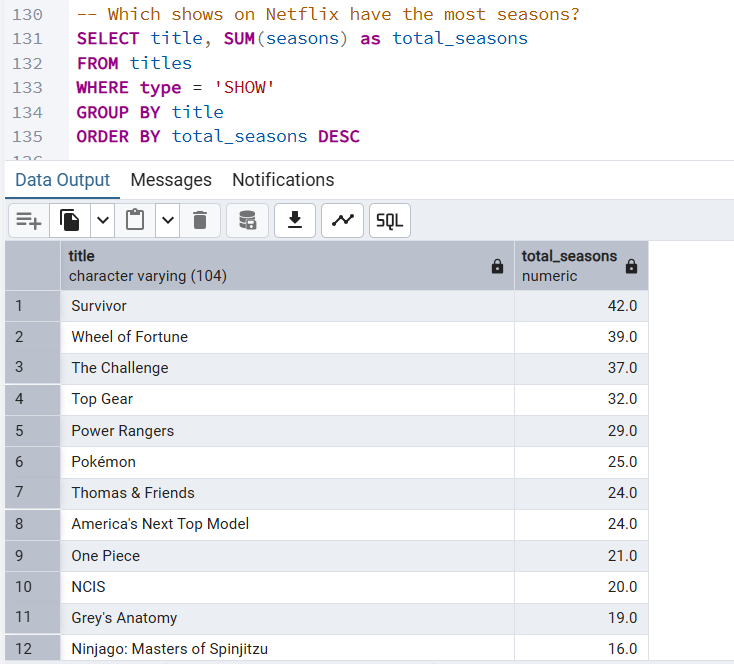 130 -- Which shows on Netflix have the most seasons?
131 SELECT title, SUM(seasons) as total_seasons
132 FROM titles
133 WHERE type = 'SHOW'
134 GROUP BY title
135 ORDER BY total_seasons DESC
Data Output Messages Notifications
SQL
title total_seasons
character varying (104) numeric
1 Survivor 42.0
2 Wheel of Fortune 39.0
3 The Challenge 37.0
4 Top Gear 32.0
5 Power Rangers 29.0
6 Pokémon 25.0
7 Thomas & Friends 24.0
8 America's Next Top Model 24.0
9 One Piece 21.0
10 NCIS 20.0
11 Grey's Anatomy 19.0
12 Ninjago: Masters of Spinjitzu 16.0